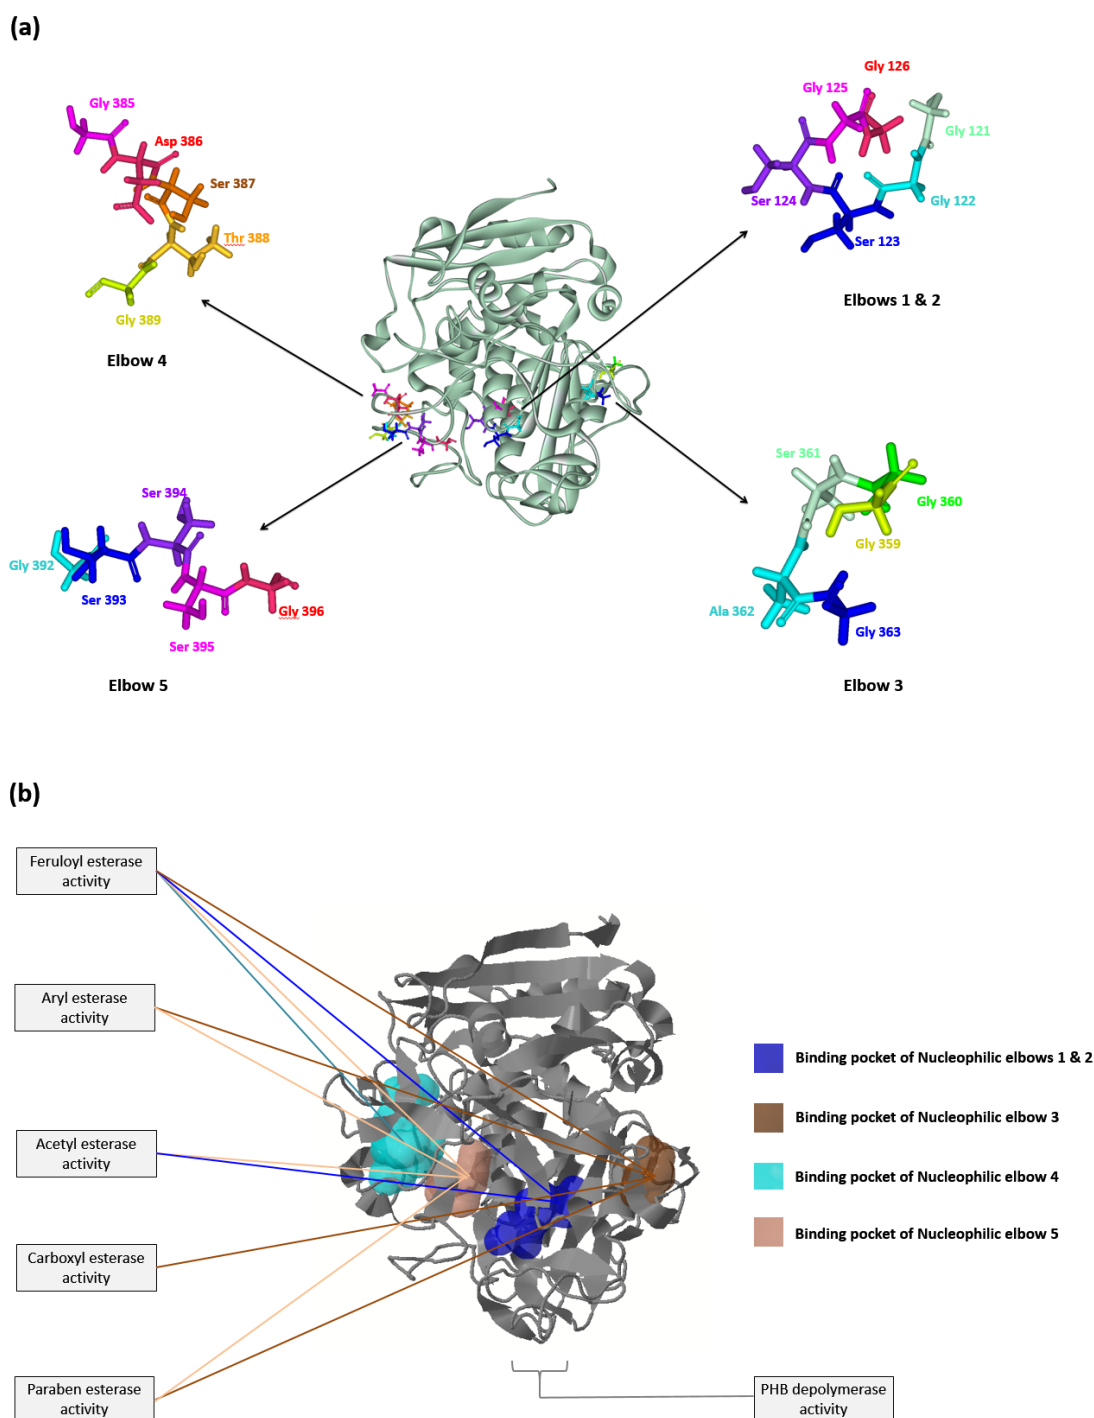 (a)
Gly 385
Asp 386
Ser 387
Thr 388
Gly 389
Elbow 4
Gly 126
Gly 125
Gly 121
Ser 124
Gly 122
Ser 123
Elbows 1 & 2
Ser 394
Gly 392
Ser 393
Gly 396
Ser 395
Elbow 5
Ser 361
Gly 360
Gly 359
Ala 362
Gly 363
Elbow 3
(b)
Feruloyl esterase
activity
Aryl esterase
activity
Acetyl esterase
activity
Carboxyl esterase
activity
Paraben esterase
activity
Binding pocket of Nucleophilic elbows 1 & 2
Binding pocket of Nucleophilic elbow 3
Binding pocket of Nucleophilic elbow 4
Binding pocket of Nucleophilic elbow 5
PHB depolymerase
activity